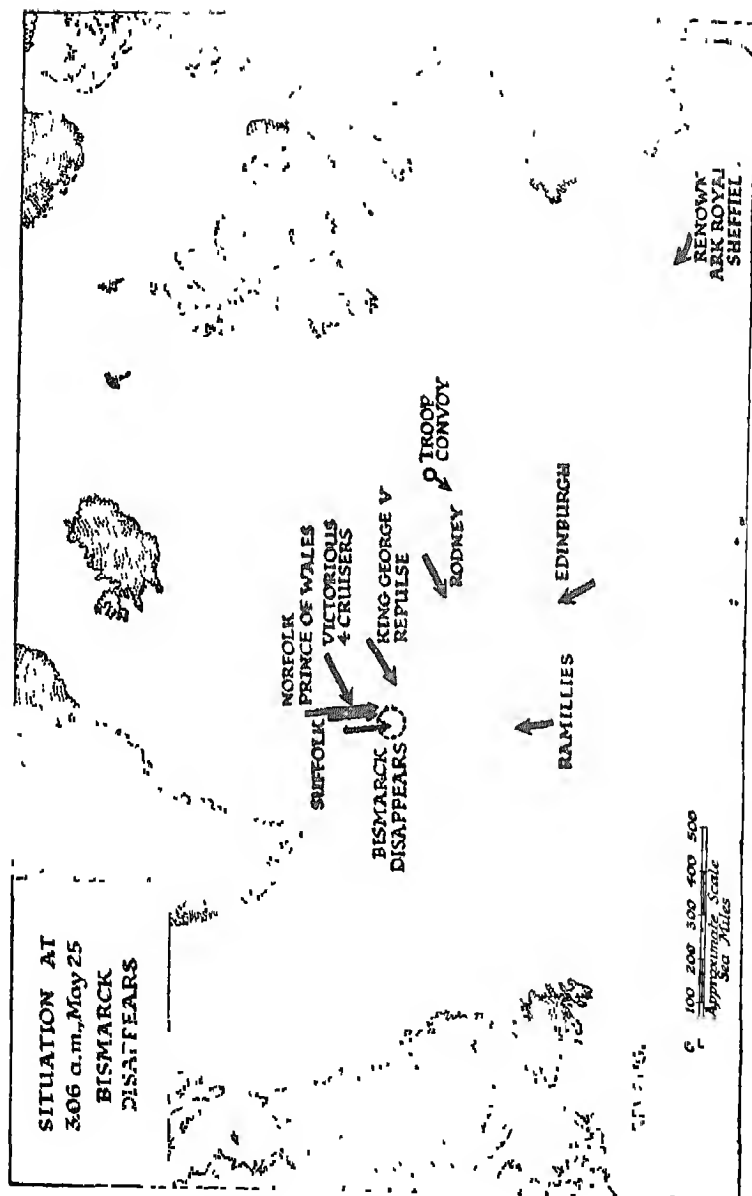 SITUATION AT
3.06 a.m., May 25
BISMARCK
DISAPPEARS
SUFFOLK
NORFOLK
PRINCE OF WALES
VICTORIOUS
4 CRUISERS
KING GEORGE V
REPULSE
BISMARCK
DISAPPEARS
TROOP
CONVOY
RODNEY
RAMILLIES
EDINBURGH
RENOWN
ARK ROYAL
SHEFFIEL
0 100 200 300 400 500
Approximate Scale
Sea Miles